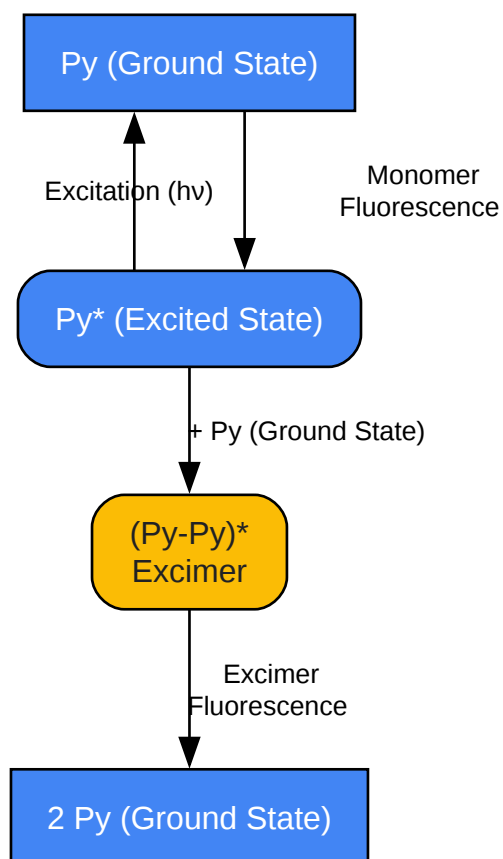 Py (Ground State)
Excitation (hν)
Monomer
Fluorescence
Py* (Excited State)
+ Py (Ground State)
(Py-Py)*
Excimer
Excimer
Fluorescence
2 Py (Ground State)